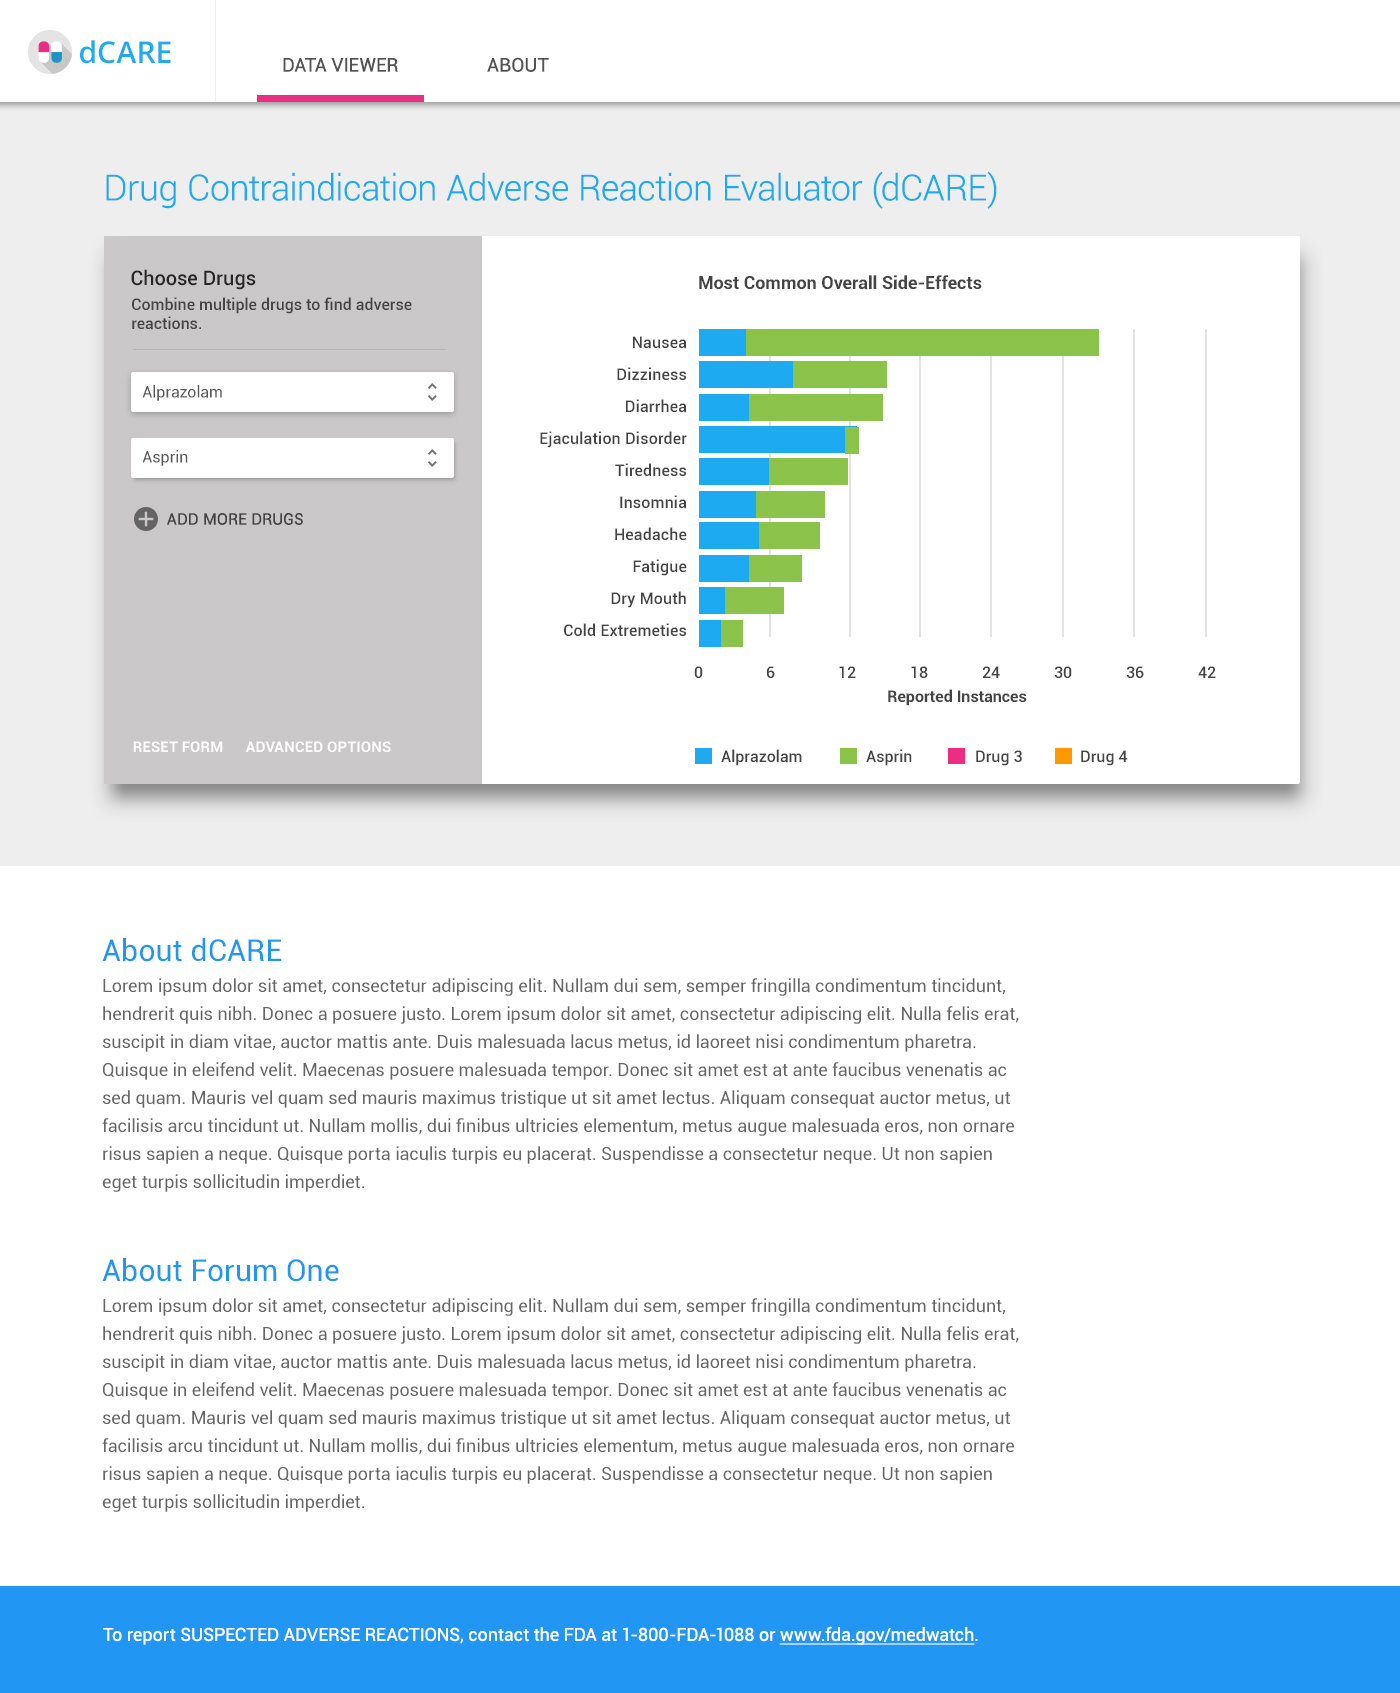 dCARE
DATA VIEWER
ABOUT
Drug Contraindication Adverse Reaction Evaluator (dCARE)
Choose Drugs
Combine multiple drugs to find adverse
reactions.
Alprazolam
Asprin
ADD MORE DRUGS
RESET FORM
ADVANCED OPTIONS
Most Common Overall Side-Effects
Nausea
Dizziness
Diarrhea
Ejaculation Disorder
Tiredness
Insomnia
Headache
Fatigue
Dry Mouth
Cold Extremeties
0 6 12 18 24 30 36 42
Reported Instances
Alprazolam
Asprin
Drug 3
Drug 4
About dCARE
Lorem ipsum dolor sit amet, consectetur adipiscing elit. Nullam dui sem, semper fringilla condimentum tincidunt,
hendrerit quis nibh. Donec a posuere justo. Lorem ipsum dolor sit amet, consectetur adipiscing elit. Nulla felis erat,
suscipit in diam vitae, auctor mattis ante. Duis malesuada lacus metus, id laoreet nisi condimentum pharetra.
Quisque in eleifend velit. Maecenas posuere malesuada tempor. Donec sit amet est at ante faucibus venenatis ac
sed quam. Mauris vel quam sed mauris maximus tristique ut sit amet lectus. Aliquam consequat auctor metus, ut
facilisis arcu tincidunt ut. Nullam mollis, dui finibus ultricies elementum, metus augue malesuada eros, non ornare
risus sapien a neque. Quisque porta iaculis turpis eu placerat. Suspendisse a consectetur neque. Ut non sapien
eget turpis sollicitudin imperdiet.
About Forum One
Lorem ipsum dolor sit amet, consectetur adipiscing elit. Nullam dui sem, semper fringilla condimentum tincidunt,
hendrerit quis nibh. Donec a posuere justo. Lorem ipsum dolor sit amet, consectetur adipiscing elit. Nulla felis erat,
suscipit in diam vitae, auctor mattis ante. Duis malesuada lacus metus, id laoreet nisi condimentum pharetra.
Quisque in eleifend velit. Maecenas posuere malesuada tempor. Donec sit amet est at ante faucibus venenatis ac
sed quam. Mauris vel quam sed mauris maximus tristique ut sit amet lectus. Aliquam consequat auctor metus, ut
facilisis arcu tincidunt ut. Nullam mollis, dui finibus ultricies elementum, metus augue malesuada eros, non ornare
risus sapien a neque. Quisque porta iaculis turpis eu placerat. Suspendisse a consectetur neque. Ut non sapien
eget turpis sollicitudin imperdiet.
To report SUSPECTED ADVERSE REACTIONS, contact the FDA at 1-800-FDA-1088 or www.fda.gov/medwatch.